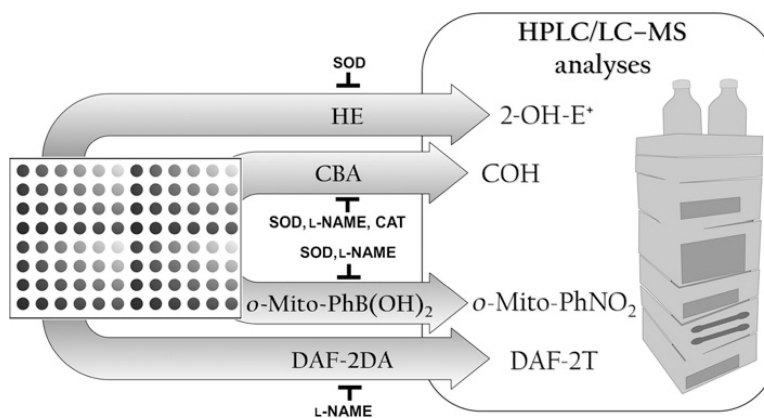 HPLC/LC–MS
analyses
SOD
HE
2-OH-E⁺
CBA
COH
SOD, L-NAME, CAT
SOD, L-NAME
o-Mito-PhB(OH)₂
o-Mito-PhNO₂
DAF-2DA
DAF-2T
L-NAME